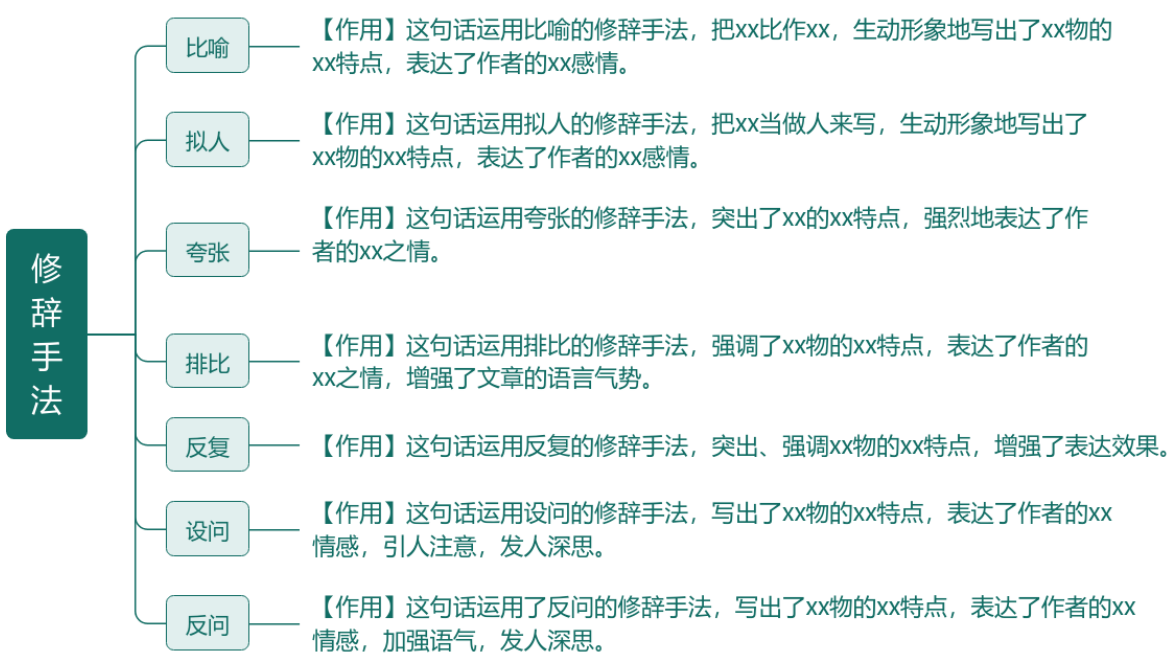 修辞手法
比喻
【作用】这句话运用比喻的修辞手法，把xx比作xx，生动形象地写出了xx物的
xx特点，表达了作者的xx感情。
拟人
【作用】这句话运用拟人的修辞手法，把xx当做人来写，生动形象地写出了
xx物的xx特点，表达了作者的xx感情。
夸张
【作用】这句话运用夸张的修辞手法，突出了xx的xx特点，强烈地表达了作
者的xx之情。
排比
【作用】这句话运用排比的修辞手法，强调了xx物的xx特点，表达了作者的
xx之情，增强了文章的语言气势。
反复
【作用】这句话运用反复的修辞手法，突出、强调xx物的xx特点，增强了表达效果。
设问
【作用】这句话运用设问的修辞手法，写出了xx物的xx特点，表达了作者的xx
情感，引人注意，发人深思。
反问
【作用】这句话运用了反问的修辞手法，写出了xx物的xx特点，表达了作者的xx
情感，加强语气，发人深思。